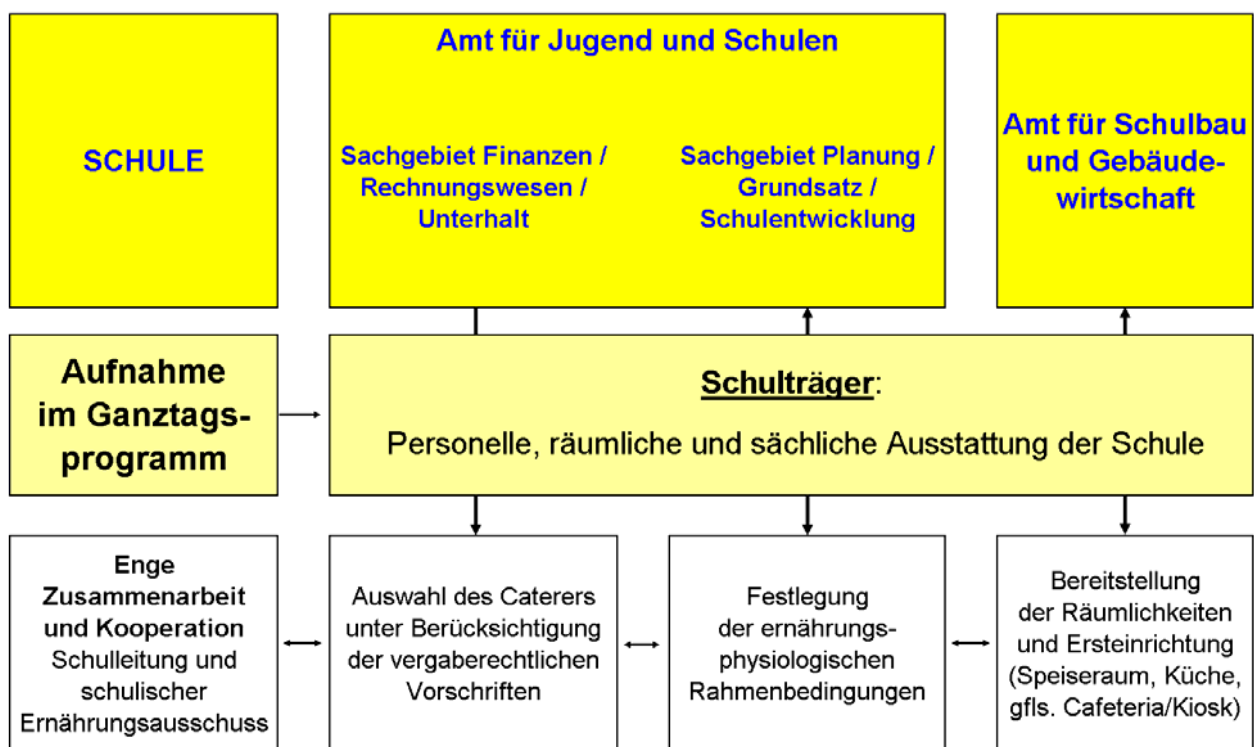 SCHULE
Amt für Jugend und Schulen
Sachgebiet Finanzen /
Rechnungswesen /
Unterhalt
Sachgebiet Planung /
Grundsatz /
Schulentwicklung
Amt für Schulbau
und Gebäude-
wirtschaft
Aufnahme
im Ganztags-
programm
Schulträger:
Personelle, räumliche und sächliche Ausstattung der Schule
Enge
Zusammenarbeit
und Kooperation
Schulleitung und
schulischer
Ernährungsausschuss
Auswahl des Caterers
unter Berücksichtigung
der vergaberechtlichen
Vorschriften
Festlegung
der ernährungs-
physiologischen
Rahmenbedingungen
Bereitstellung
der Räumlichkeiten
und Ersteinrichtung
(Speiseraum, Küche,
gfls. Cafeteria/Kiosk)